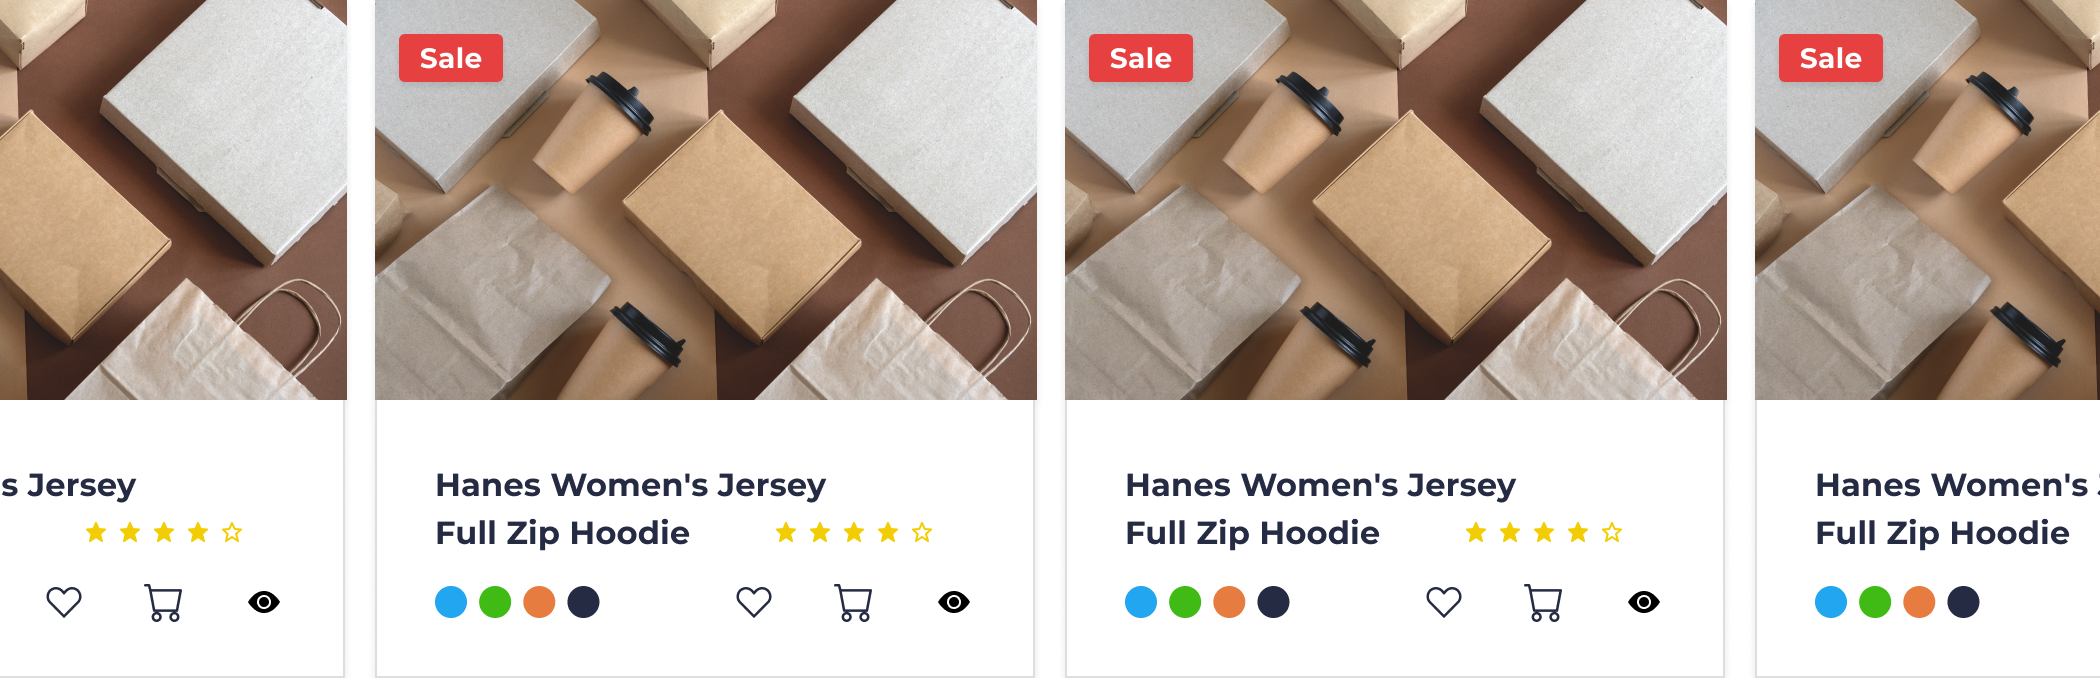 Sale
Sale
Sale
s Jersey
Hanes Women's Jersey
Full Zip Hoodie
Hanes Women's Jersey
Full Zip Hoodie
Hanes Women's
Full Zip Hoodie